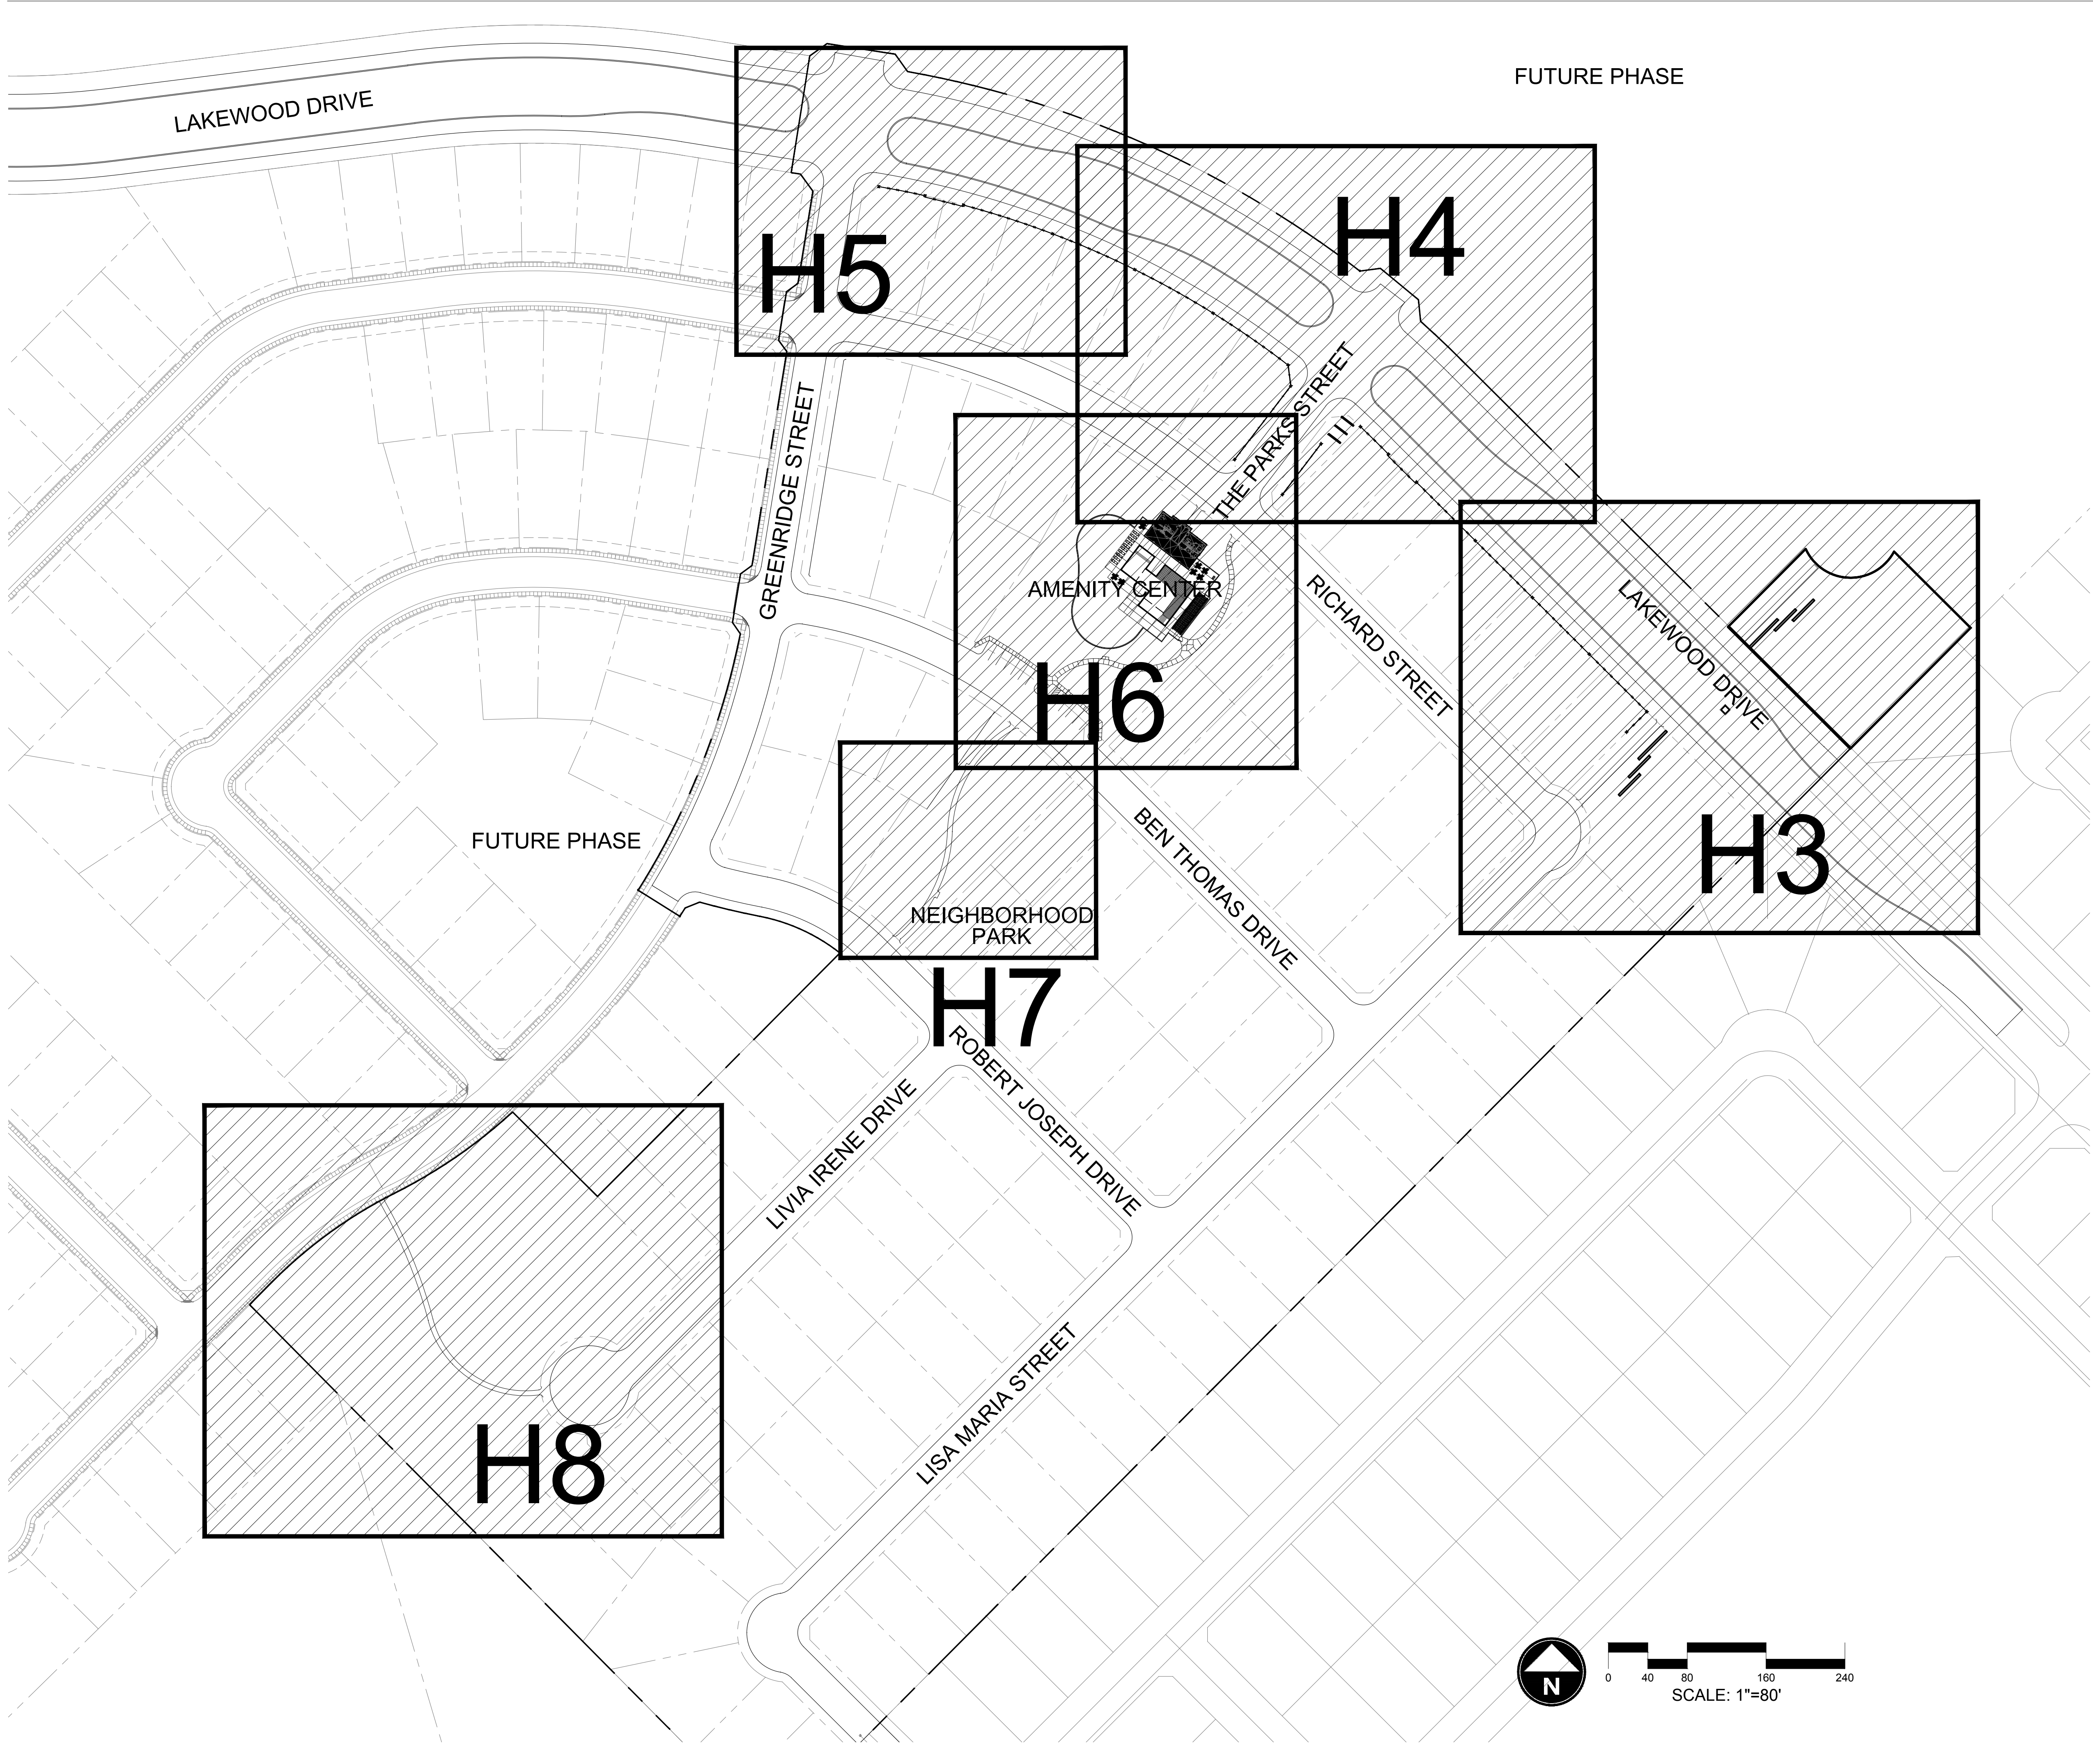 FUTURE PHASE
LAKEWOOD DRIVE
H4
H5
THE PARKS STREET
GREENRIDGE STREET
AMENITY CENTER
RICHARD STREET
LAKEWOOD DRIVE
H6
H3
FUTURE PHASE
BEN THOMAS DRIVE
NEIGHBORHOOD
PARK
H7
ROBERT JOSEPH DRIVE
LIVIA IRENE DRIVE
LISA MARIA STREET
H8
N
0 40 80 160 240
SCALE: 1"=80'